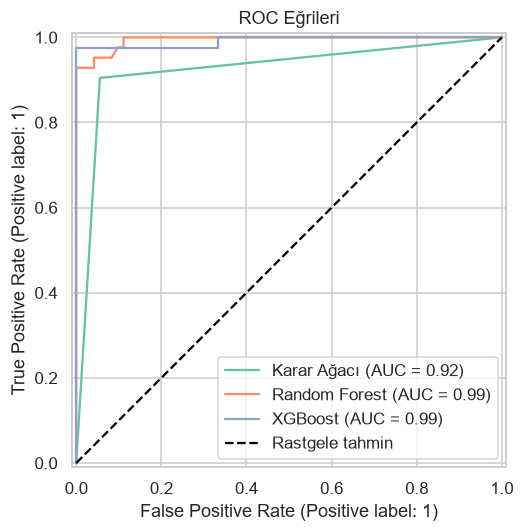 ROC Eğrileri
True Positive Rate (Positive label: 1)
1.0
0.8
0.6
0.4
0.2
0.0
Karar Ağacı (AUC = 0.92)
Random Forest (AUC = 0.99)
XGBoost (AUC = 0.99)
Rastgele tahmin
0.0 0.2 0.4 0.6 0.8 1.0
False Positive Rate (Positive label: 1)